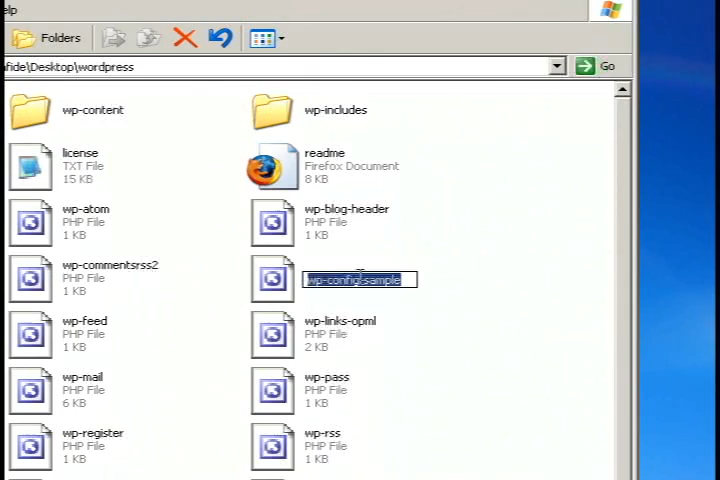 elp
Folders
afide\Desktop\wordpress
Go
wp-content
wp-includes
license
TXT File
15 KB
readme
Firefox Document
8 KB
wp-atom
PHP File
1 KB
wp-blog-header
PHP File
1 KB
wp-commentsrss2
PHP File
1 KB
wp-config-sample
wp-feed
PHP File
1 KB
wp-links-opml
PHP File
2 KB
wp-mail
PHP File
6 KB
wp-pass
PHP File
1 KB
wp-register
PHP File
1 KB
wp-rss
PHP File
1 KB